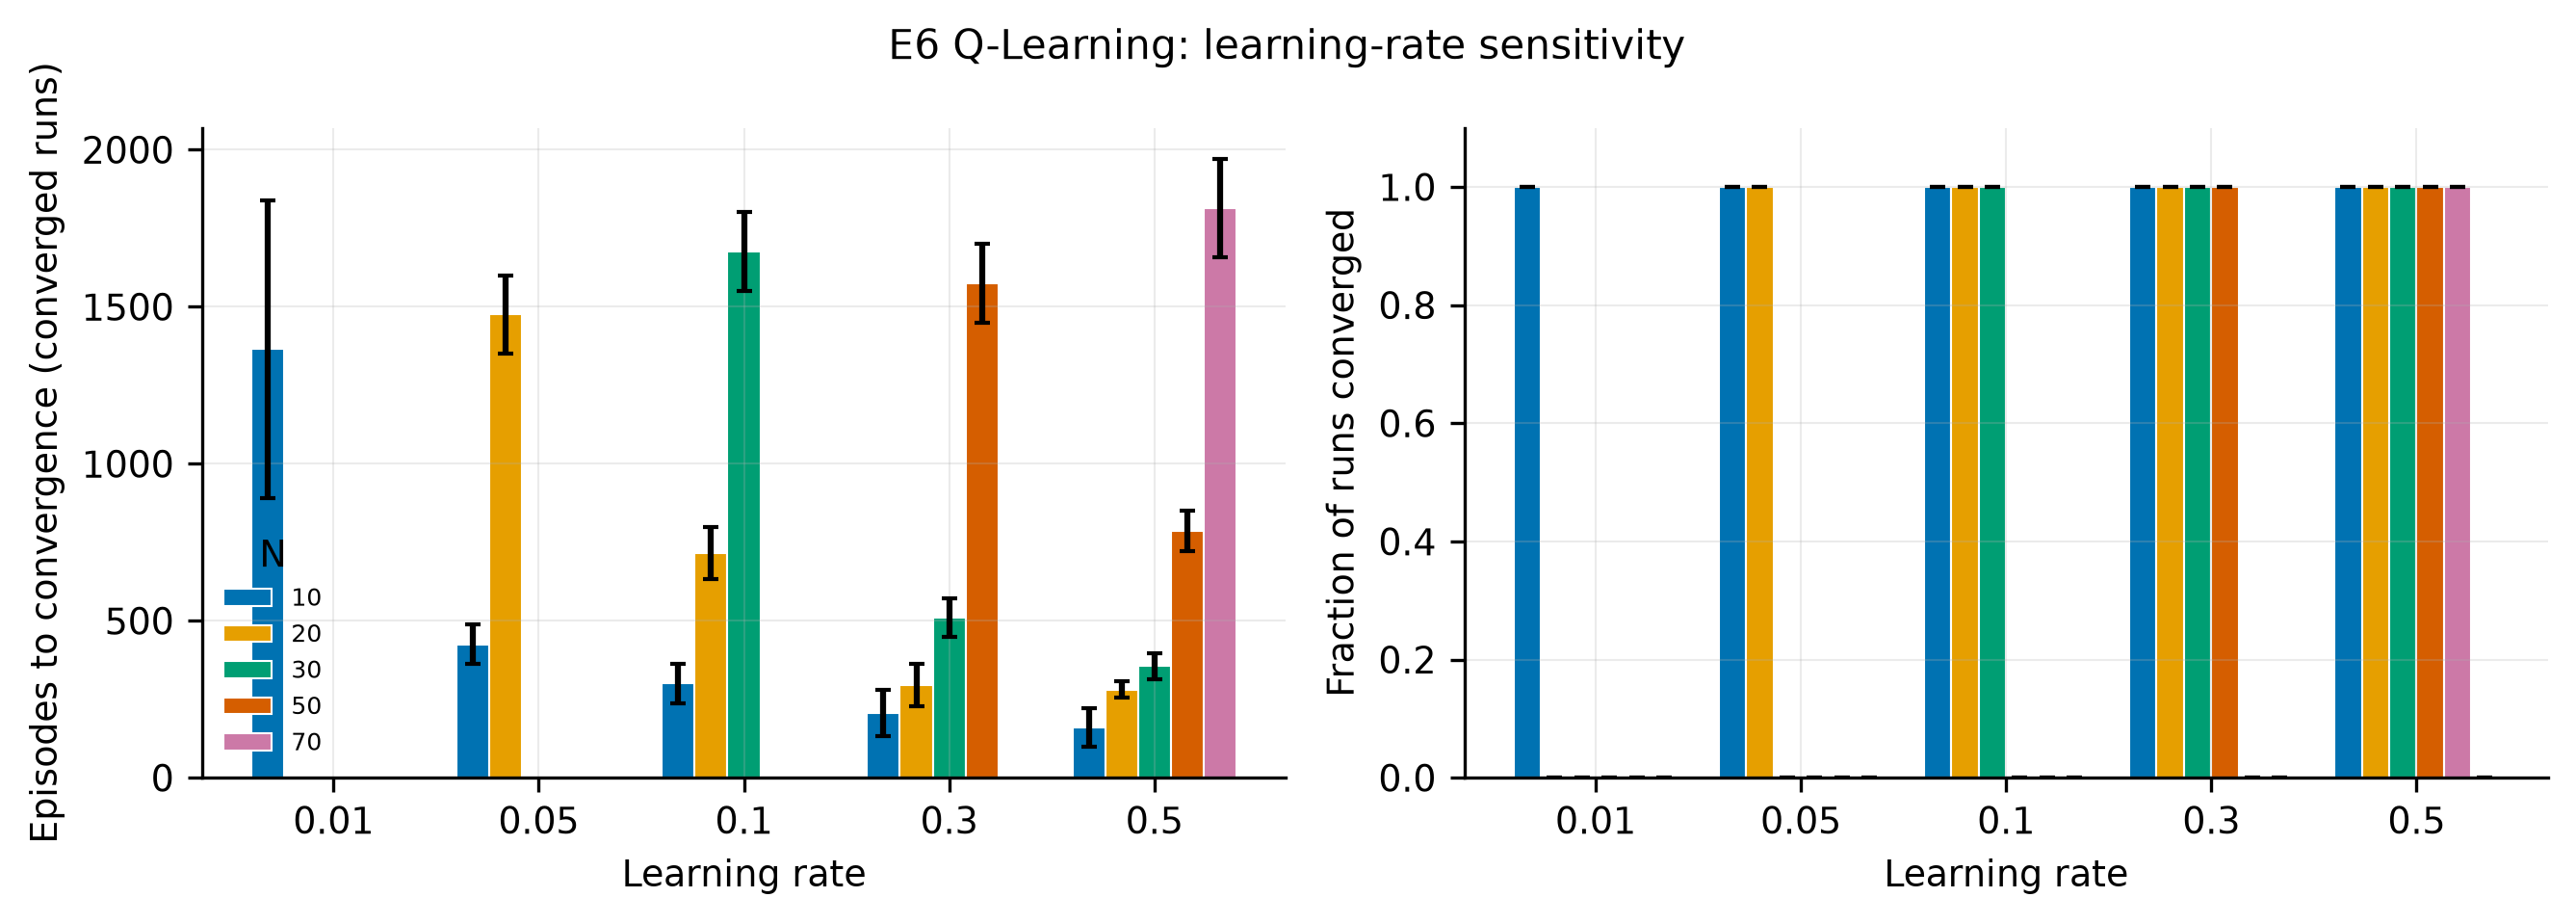 E6 Q-Learning: learning-rate sensitivity
Episodes to convergence (converged runs)
2000
1500
1000
500
0
N
10
20
30
50
70
0.01 0.05 0.1 0.3 0.5
Learning rate
Fraction of runs converged
1.0
0.8
0.6
0.4
0.2
0.0
0.01 0.05 0.1 0.3 0.5
Learning rate